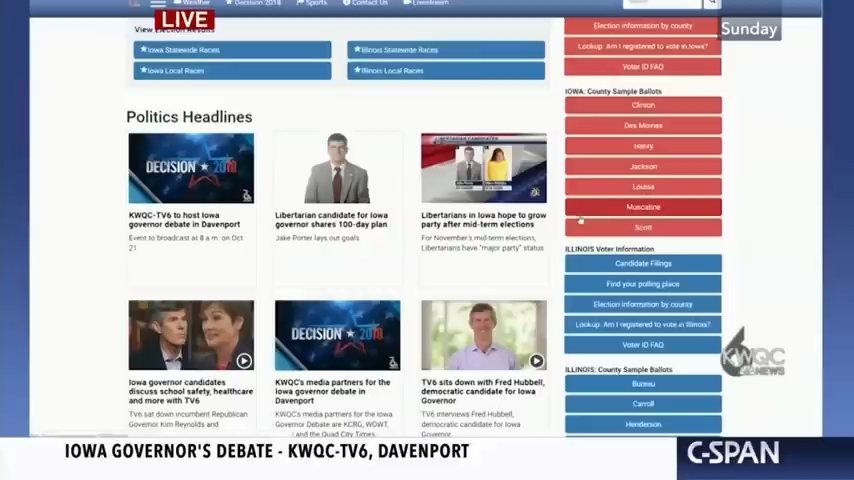 Weather
Decision 2018
Sports
Contact Us
Livestream
LIVE
Sunday
View Election Results
Iowa Statewide Races
Illinois Statewide Races
Iowa Local Races
Illinois Local Races
Politics Headlines
DECISION 2018
KWQC-TV6 to host Iowa
governor debate in
Davenport
Event to broadcast at 8 a.m. on Oct.
21
Libertarian candidate for Iowa
governor shares 100-day plan
Jake Porter lays out goals.
LIBERTARIAN CANDIDATES
Libertarians in Iowa hope to grow
party after mid-term elections
For November's mid-term elections,
Libertarians have "major party" status
Iowa governor candidates
discuss school safety, healthcare
and more with TV6
TV6 sat down incumbent Republican
Governor Kim Reynolds and
DECISION 2018
KWQC's media partners for the
Iowa governor debate in
Davenport
KWQC's media partners for the Iowa
Governor Debate are KCRG, WOWT,
and the Quad City Times.
TV6 sits down with Fred Hubbell,
democratic candidate for Iowa
Governor
TV6 interviews Fred Hubbell,
democratic candidate for Iowa
Governor
Election information by county
Lookup: Am I registered to vote in Iowa?
Voter ID FAQ
IOWA: County Sample Ballots
Clinton
Des Moines
Henry
Jackson
Louisa
Muscatine
Scott
ILLINOIS Voter Information
Candidate Filings
Find your polling place
Election information by county
Lookup: Am I registered to vote in Illinois?
Voter ID FAQ
ILLINOIS: County Sample Ballots
Bureau
Carroll
Henderson
KWQC
NEWS
IOWA GOVERNOR'S DEBATE - KWQC-TV6, DAVENPORT
C-SPAN